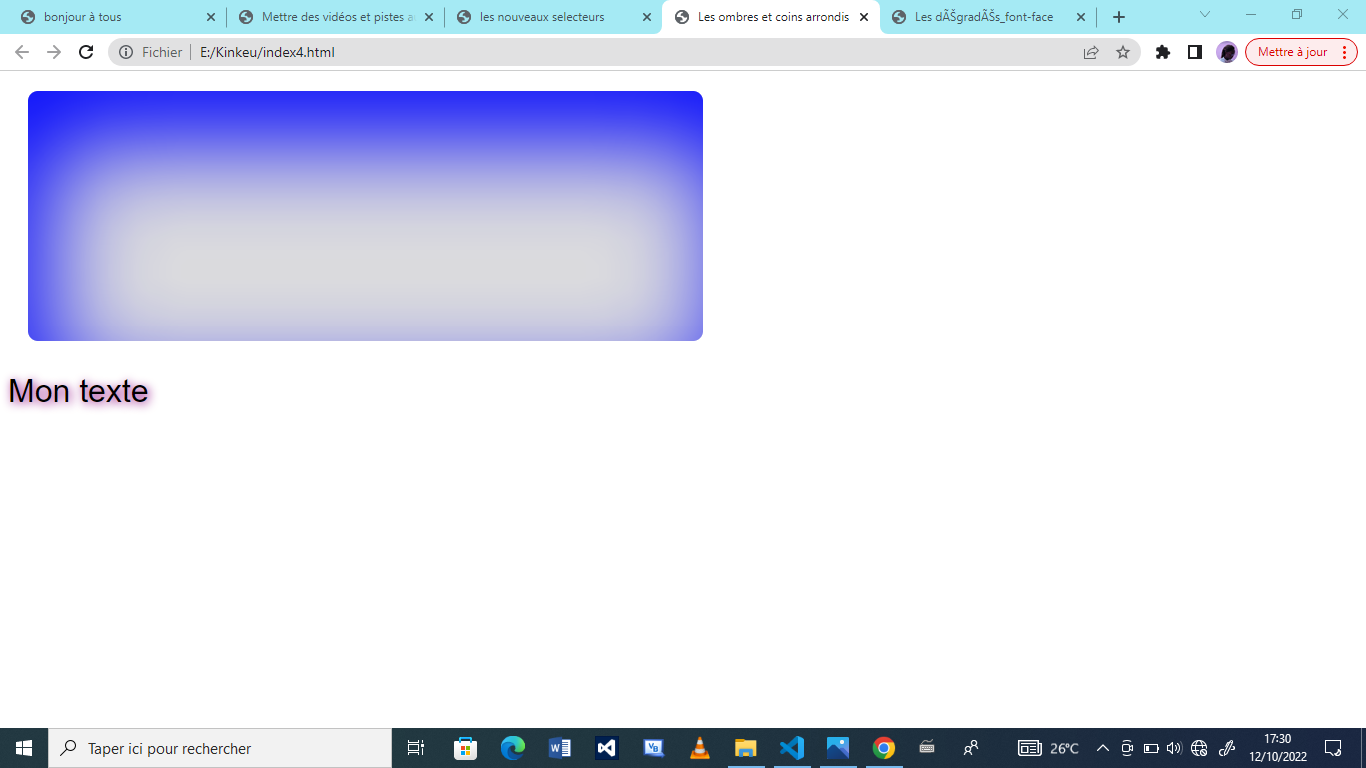 bonjour à tous
Mettre des vidéos et pistes a
les nouveaux selecteurs
Les ombres et coins arrondis
Les dÃŠgradÃŠs_font-face
Fichier
E:/Kinkeu/index4.html
Mettre à jour
Mon texte
Taper ici pour rechercher
26°C
17:30
12/10/2022